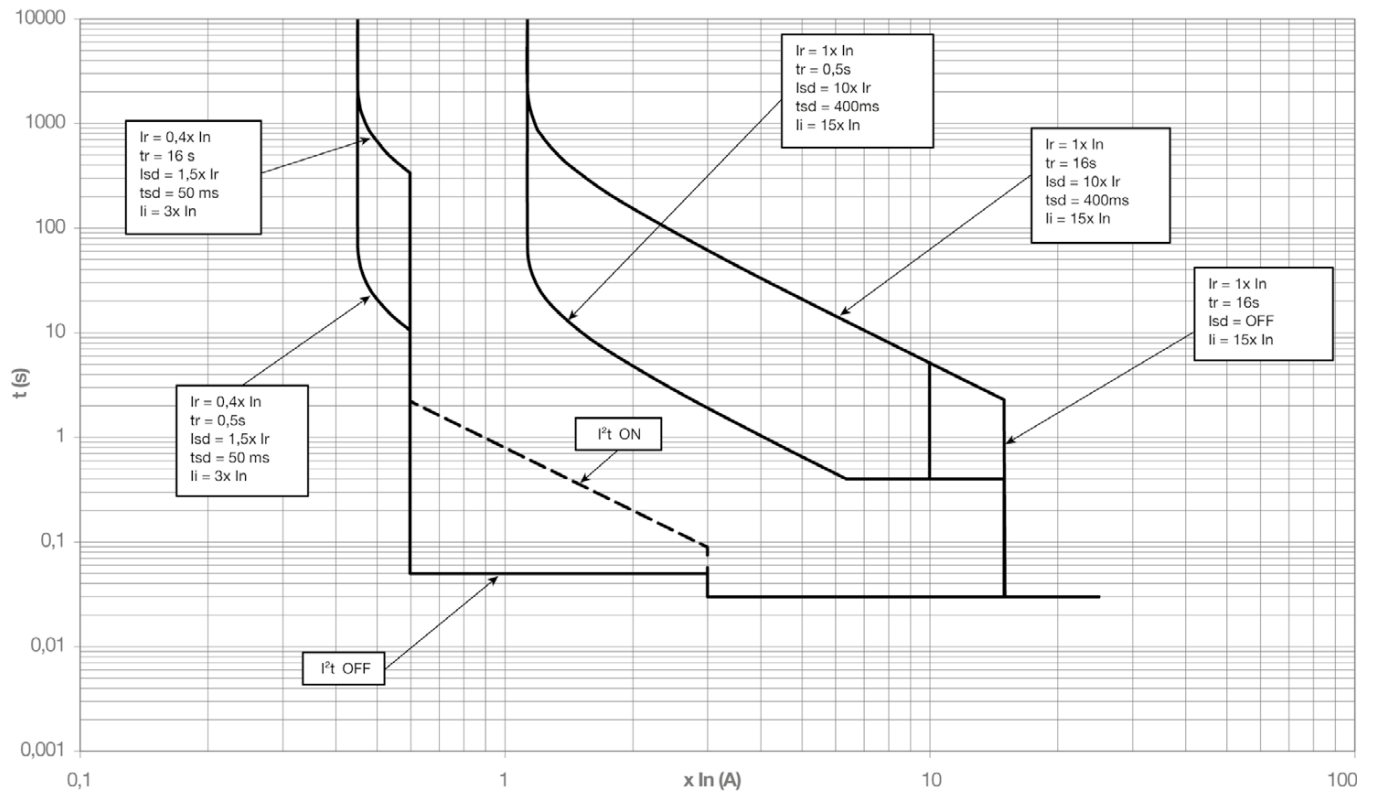 10000
1000
100
10
1
0,1
0,01
0,001
t (s)
Ir = 0,4x In
tr = 16 s
Isd = 1,5x Ir
tsd = 50 ms
Ii = 3x In
Ir = 0,4x In
tr = 0,5s
Isd = 1,5x Ir
tsd = 50 ms
Ii = 3x In
Ir = 1x In
tr = 0,5s
Isd = 10x Ir
tsd = 400ms
Ii = 15x In
Ir = 1x In
tr = 16s
Isd = 10x Ir
tsd = 400ms
Ii = 15x In
Ir = 1x In
tr = 16s
Isd = OFF
Ii = 15x In
I²t ON
I²t OFF
0,1
1
x In (A)
10
100